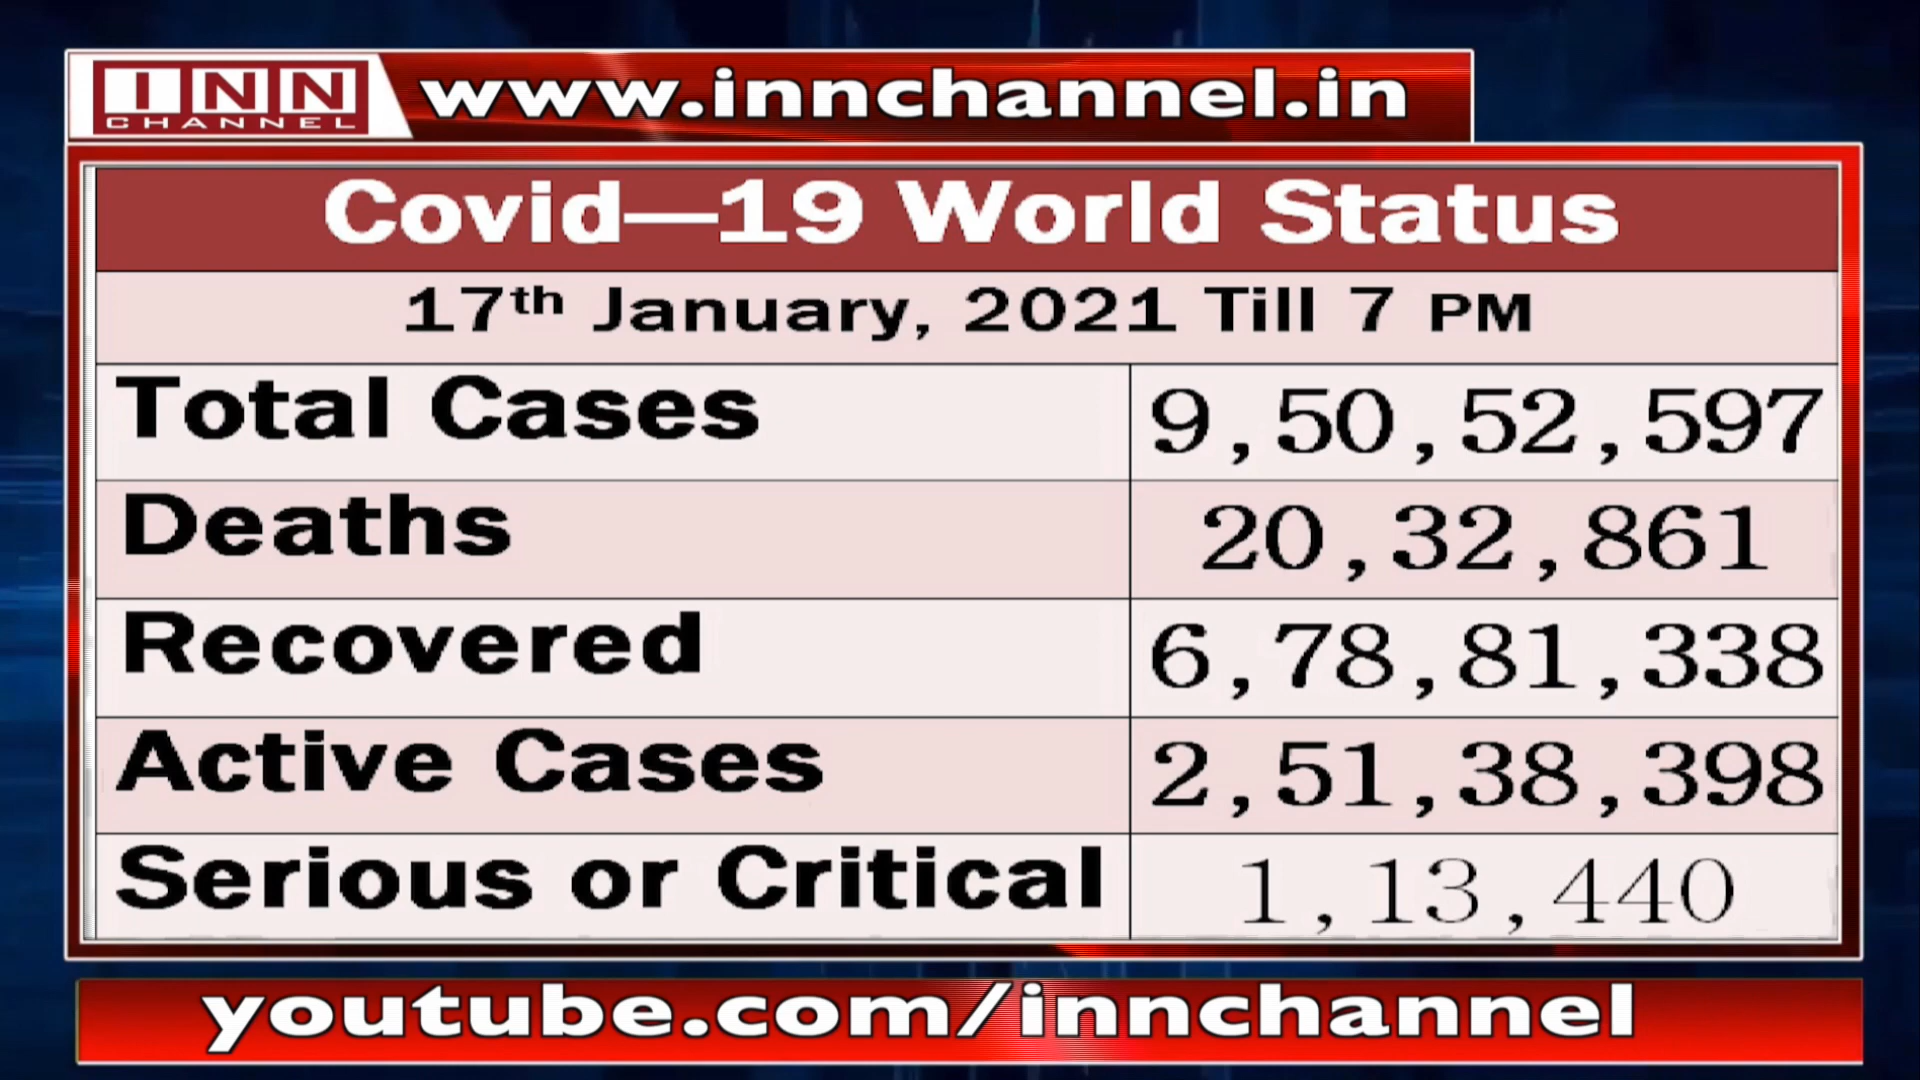 INN
CHANNEL
www.innchannel.in
Covid—19 World Status
17th January, 2021 Till 7 PM
Total Cases 9,50,52,597
Deaths 20,32,861
Recovered 6,78,81,338
Active Cases 2,51,38,398
Serious or Critical 1,13,440
youtube.com/innchannel